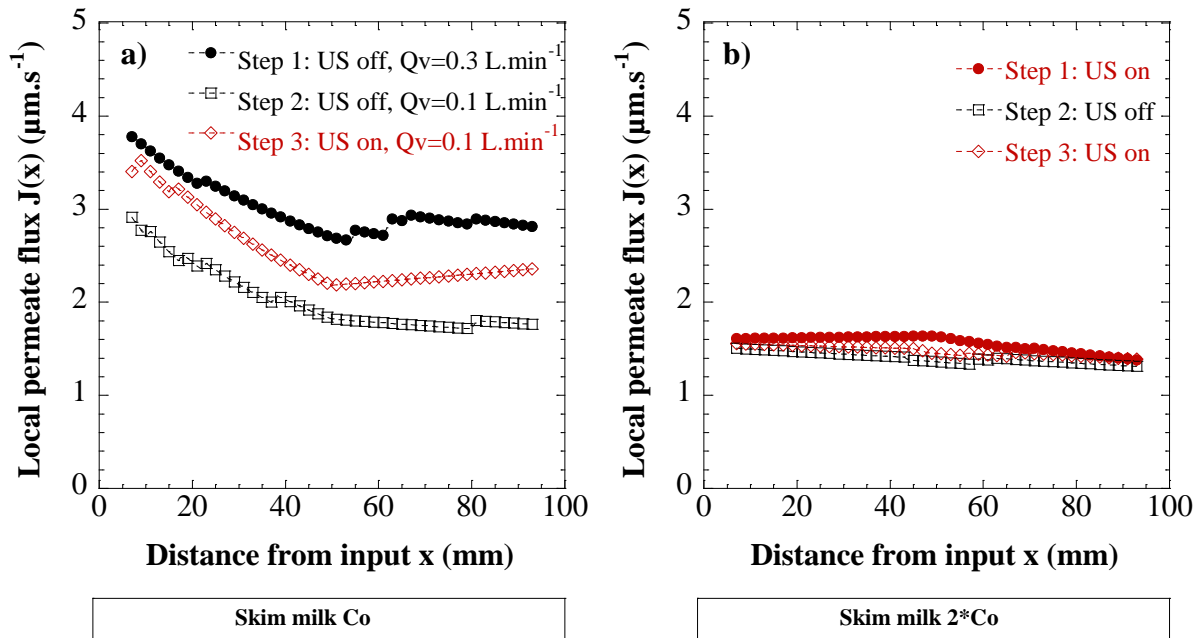 a)
Step 1: US off, Qv=0.3 L.min⁻¹
Step 2: US off, Qv=0.1 L.min⁻¹
Step 3: US on, Qv=0.1 L.min⁻¹
Local permeate flux J(x) (µm.s⁻¹)
5
4
3
2
1
0
0 20 40 60 80 100
Distance from input x (mm)
Skim milk Co
b)
Step 1: US on
Step 2: US off
Step 3: US on
Local permeate flux J(x) (µm.s⁻¹)
5
4
3
2
1
0
0 20 40 60 80 100
Distance from input x (mm)
Skim milk 2*Co